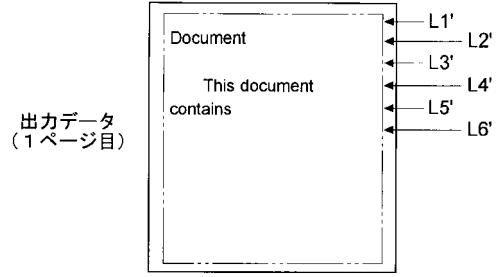 L1'
Document
L2'
L3'
This document
L4'
contains
L5'
出力データ
L6'
(1ページ目)